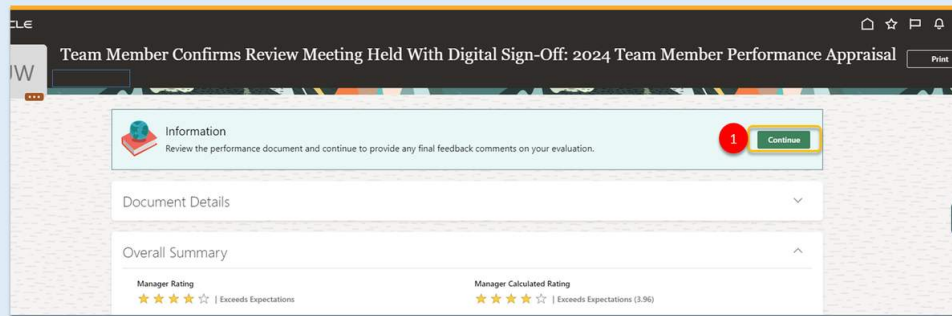 CLE
Team Member Confirms Review Meeting Held With Digital Sign-Off: 2024 Team Member Performance Appraisal
Print
UW
Information
Review the performance document and continue to provide any final feedback comments on your evaluation.
1
Continue
Document Details
Overall Summary
Manager Rating
Manager Calculated Rating
| Exceeds Expectations
| Exceeds Expectations (3.96)